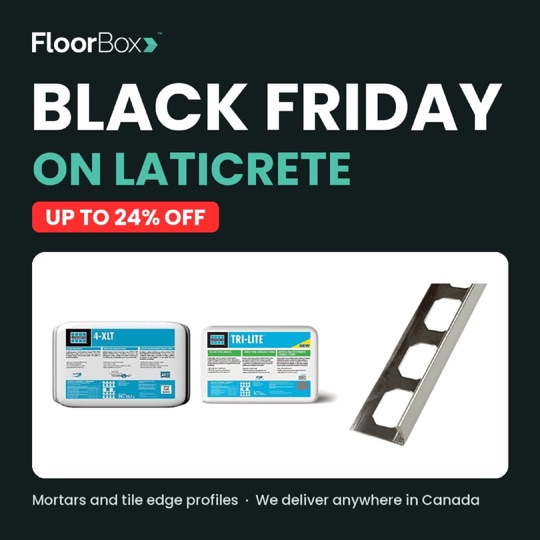 FloorBox
BLACK FRIDAY
ON LATICRETE
UP TO 24% OFF
4-XLT
TRI-LITE
NEW
Mortars and tile edge profiles · We deliver anywhere in Canada